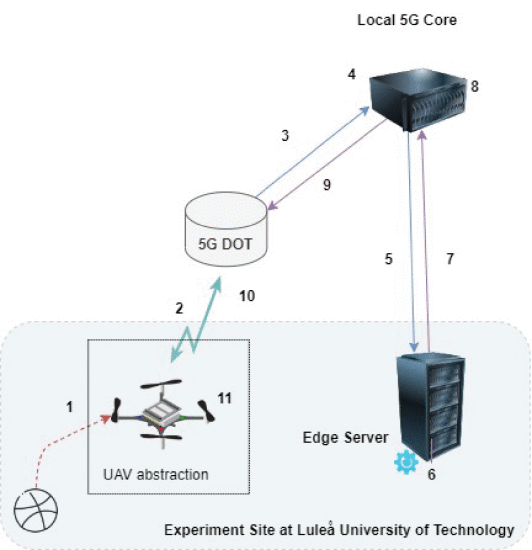 Local 5G Core
4
8
3
9
5G DOT
5
7
2
10
1
11
UAV abstraction
Edge Server
6
Experiment Site at Luleå University of Technology